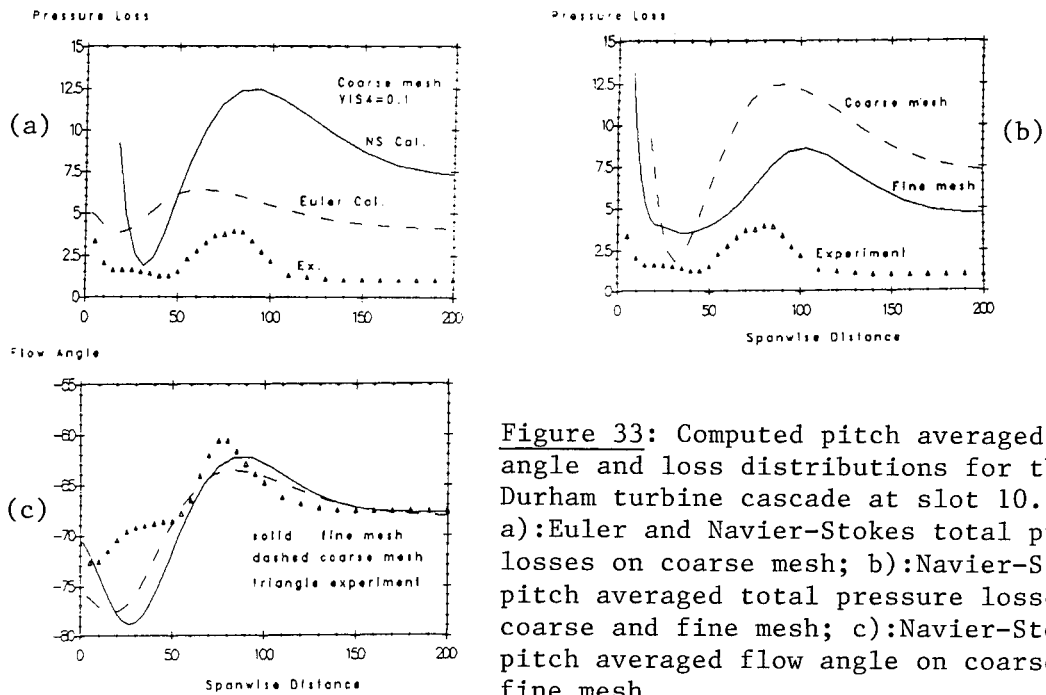 Pressure Loss
15
12.5
10
7.5
5
2.5
0
Coarse mesh
VIS4=0.1
NS Cal.
Euler Cal.
Ex.
0 50 100 150 200
(a)
Pressure Loss
15
12.5
10
7.5
5
2.5
0
Coarse mesh
Fine mesh
Experiment
0 50 100 150 200
Spanwise Distance
(b)
Flow Angle
-55
-60
-65
-70
-75
-80
solid fine mesh
dashed coarse mesh
triangle experiment
0 50 100 150 200
Spanwise Distance
(c)
Figure 33: Computed pitch averaged
angle and loss distributions for
Durham turbine cascade at slot 10.
a):Euler and Navier-Stokes total
losses on coarse mesh; b):Navier-S
pitch averaged total pressure losse
coarse and fine mesh; c):Navier-Sto
pitch averaged flow angle on coars
fine mesh